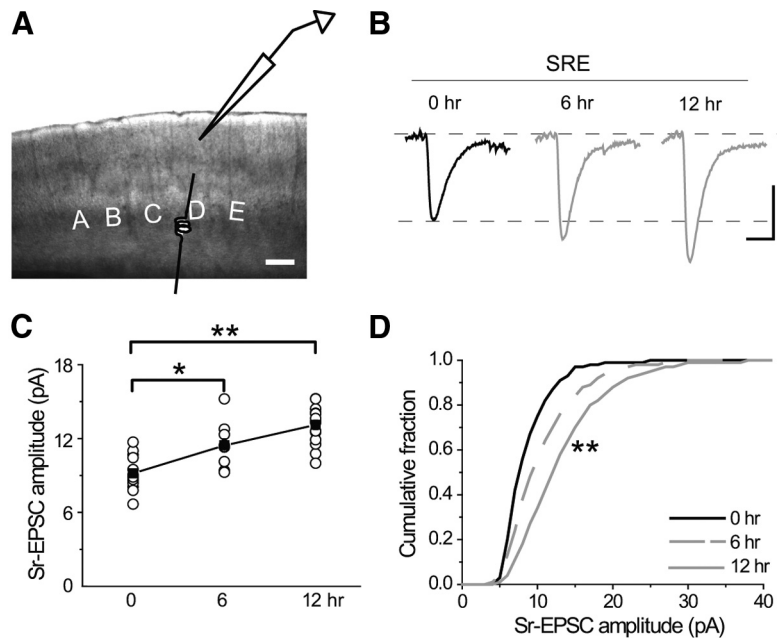 A
A B C D E
B
SRE
0 hr 6 hr 12 hr
C
** 
*
Sr-EPSC amplitude (pA)
18
12
6
0
0 6 12 hr
D
Cumulative fraction
1.0
0.8
0.6
0.4
0.2
0.0
**
0 hr
6 hr
12 hr
0 10 20 30 40
Sr-EPSC amplitude (pA)